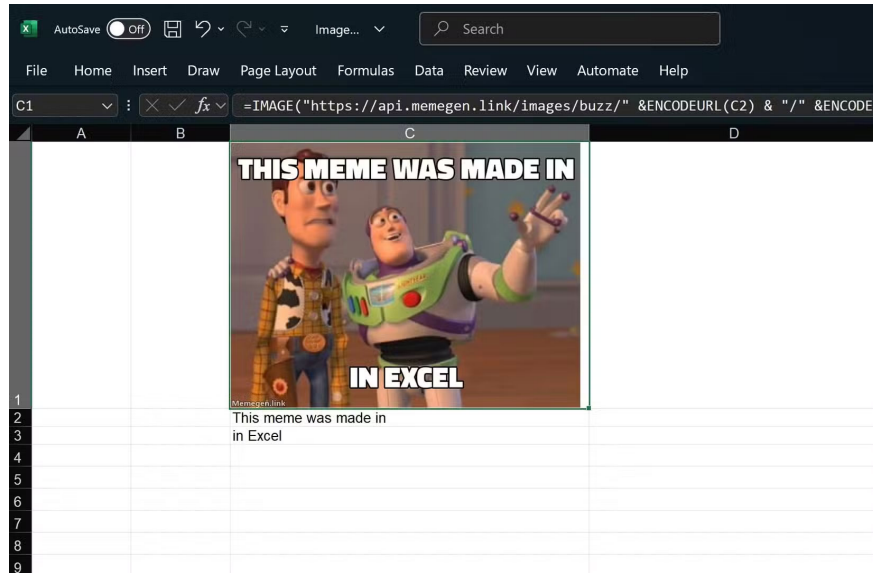 AutoSave Off Image... Search
File Home Insert Draw Page Layout Formulas Data Review View Automate Help
C1 fx =IMAGE("https://api.memegen.link/images/buzz/" &ENCODEURL(C2) & "/" &ENCODE
A B C D
THIS MEME WAS MADE IN
IN EXCEL
Memegen.link
1
2 This meme was made in
3 in Excel
4
5
6
7
8
9